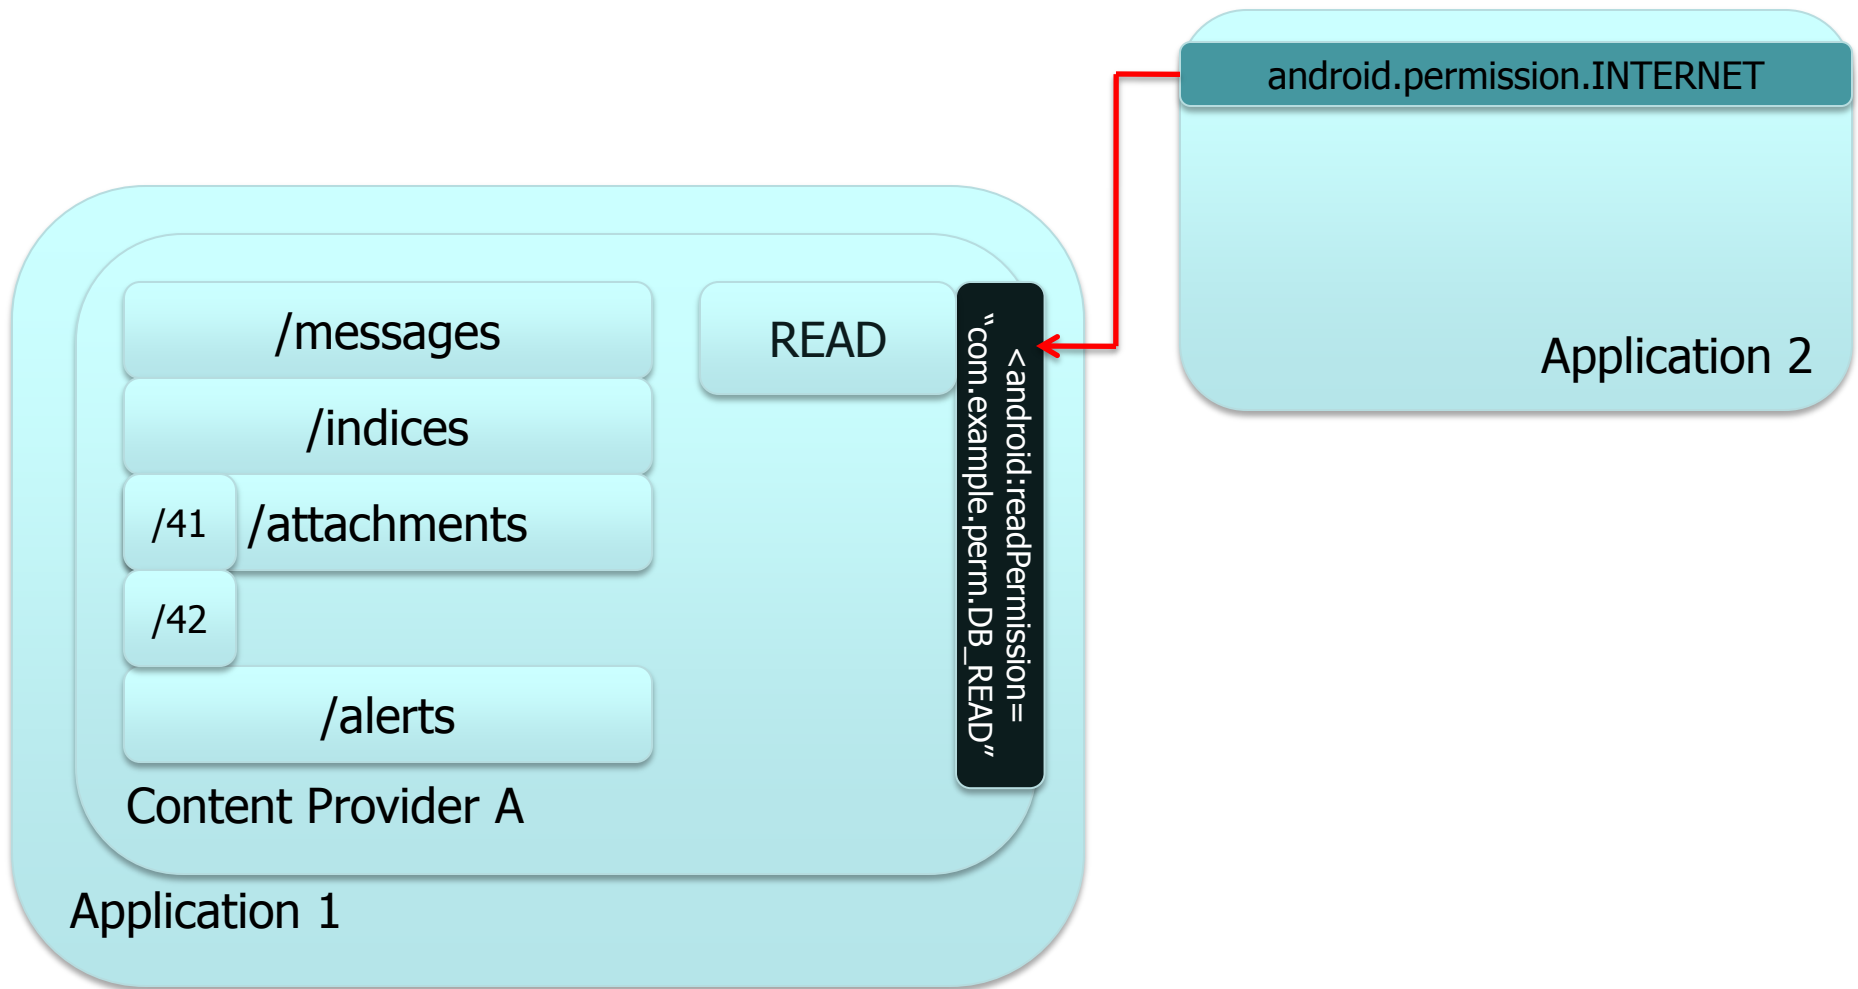 android.permission.INTERNET
Application 2
/messages
READ
/indices
/41
/attachments
/42
/alerts
<android:readPermission=
“com.example.perm.DB_READ”
Content Provider A
Application 1